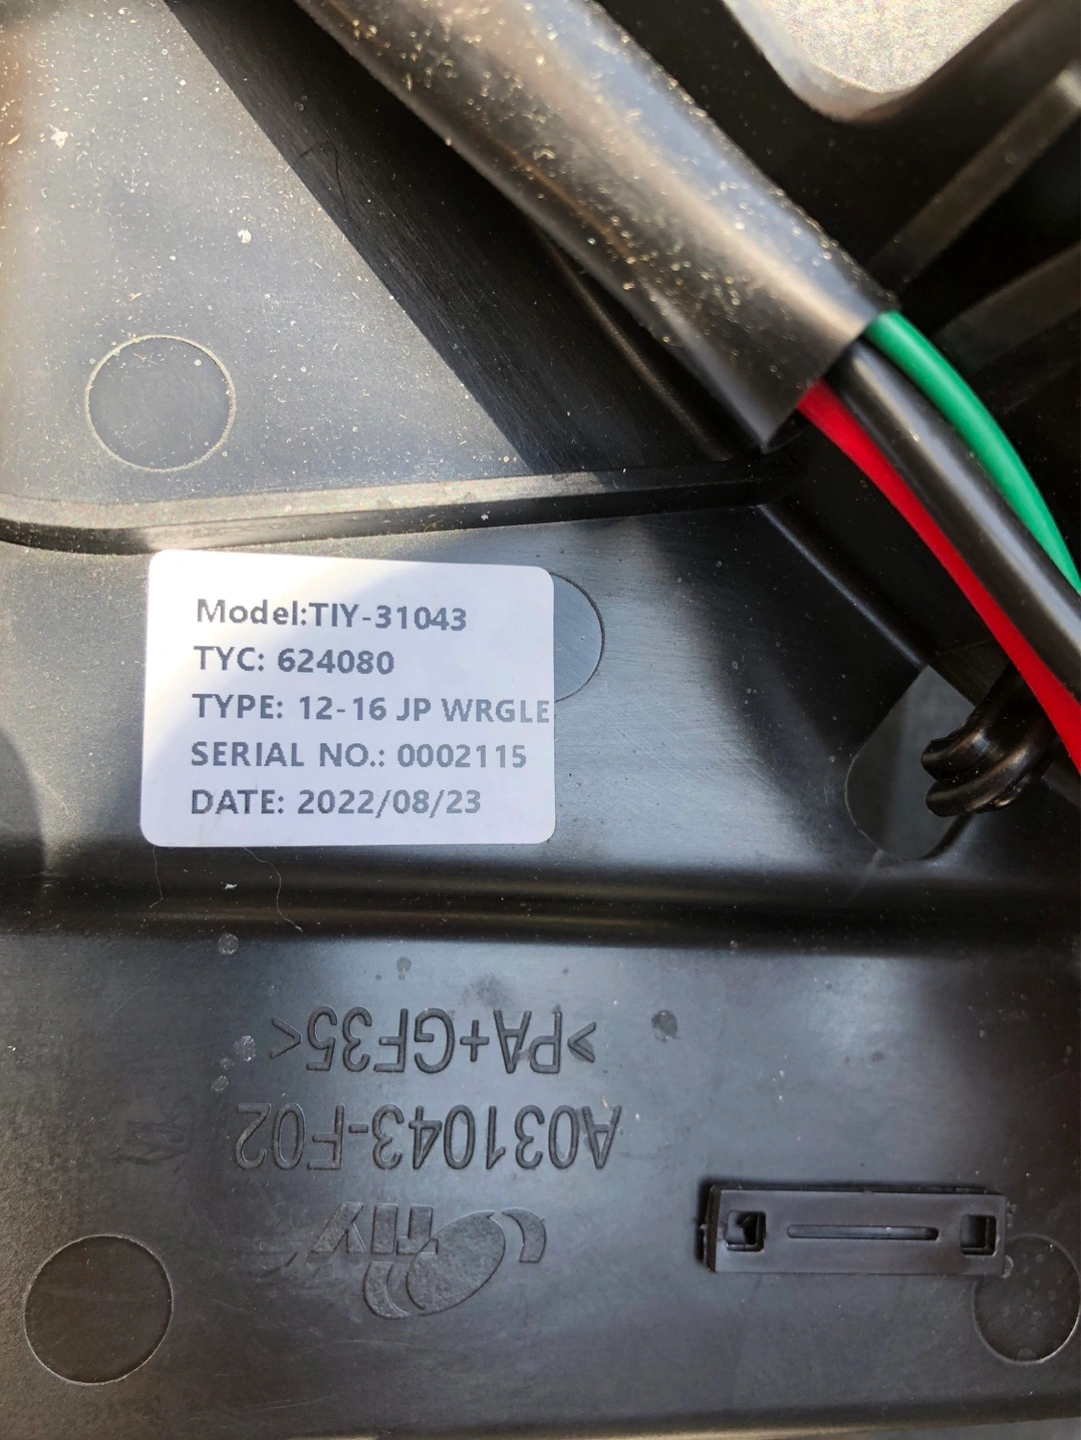 Model:TIY-31043
TYC: 624080
TYPE: 12-16 JP WRGLE
SERIAL NO.: 0002115
DATE: 2022/08/23
>PA+GF35<
A031043-F02
TIY